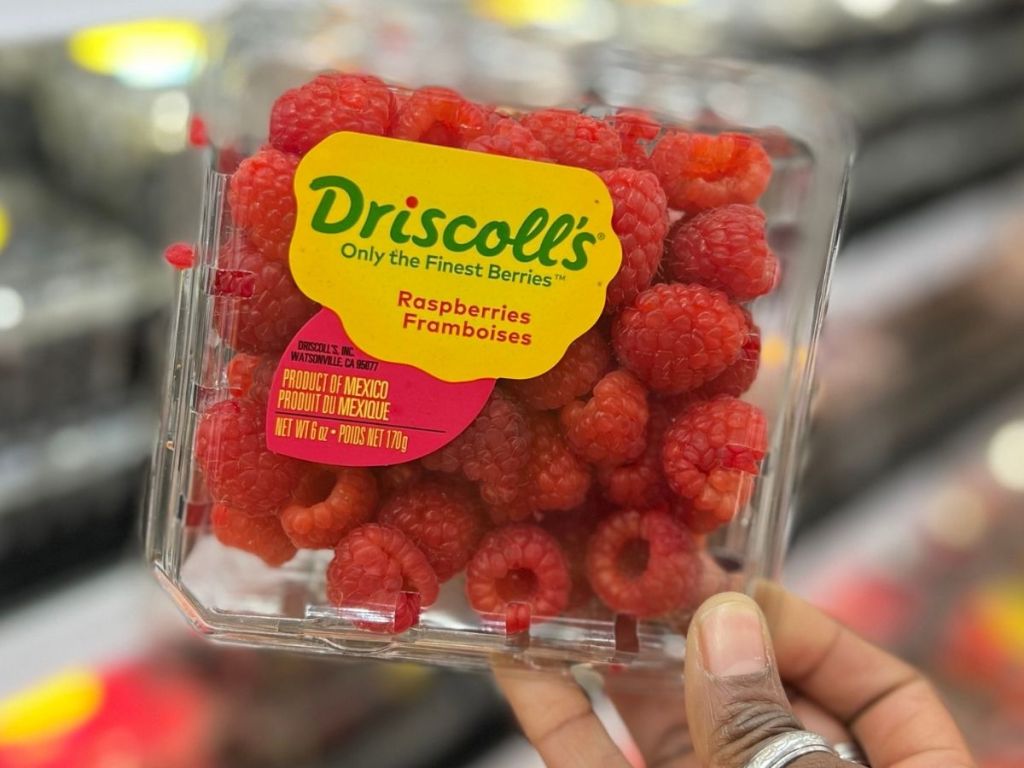 Driscoll's®
Only the Finest Berries™
Raspberries
Framboises
DRISCOLL'S, INC.
WATSONVILLE, CA 95077
PRODUCT OF MEXICO
PRODUIT DU MEXIQUE
NET WT 6 oz • POIDS NET 170g